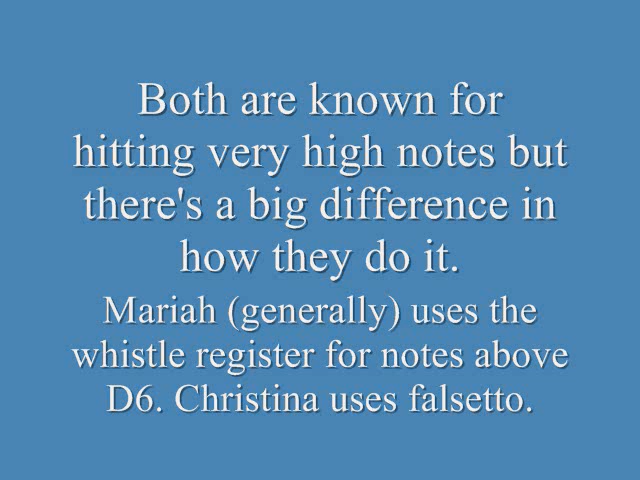 Both are known for
hitting very high notes but
there's a big difference in
how they do it.
Mariah (generally) uses the
whistle register for notes above
D6. Christina uses falsetto.